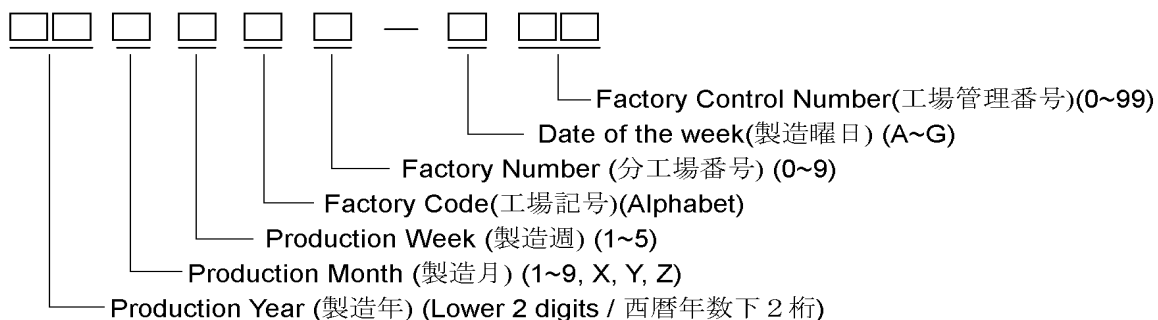 Factory Control Number(工場管理番号)(0~99)
Date of the week(製造曜日) (A~G)
Factory Number (分工場番号) (0~9)
Factory Code(工場記号)(Alphabet)
Production Week (製造週) (1~5)
Production Month (製造月) (1~9, X, Y, Z)
Production Year (製造年) (Lower 2 digits / 西暦年数下２桁)